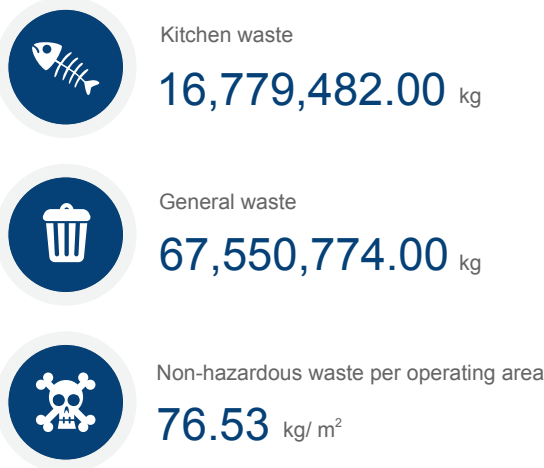 Kitchen waste
16,779,482.00 kg
General waste
67,550,774.00 kg
Non-hazardous waste per operating area
76.53 kg/ m²